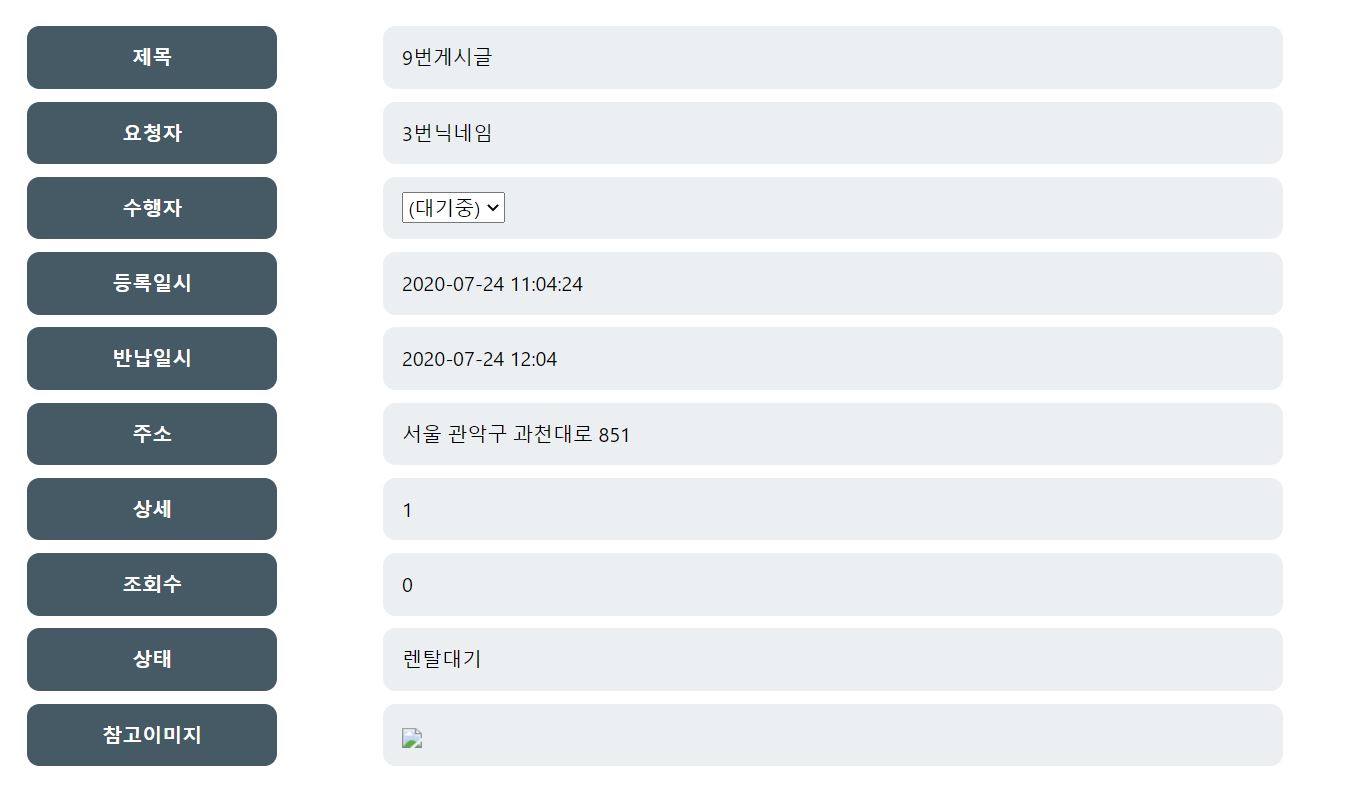 제목 9번게시글
요청자 3번닉네임
수행자 (대기중)
등록일시 2020-07-24 11:04:24
반납일시 2020-07-24 12:04
주소 서울 관악구 과천대로 851
상세 1
조회수 0
상태 렌탈대기
참고이미지